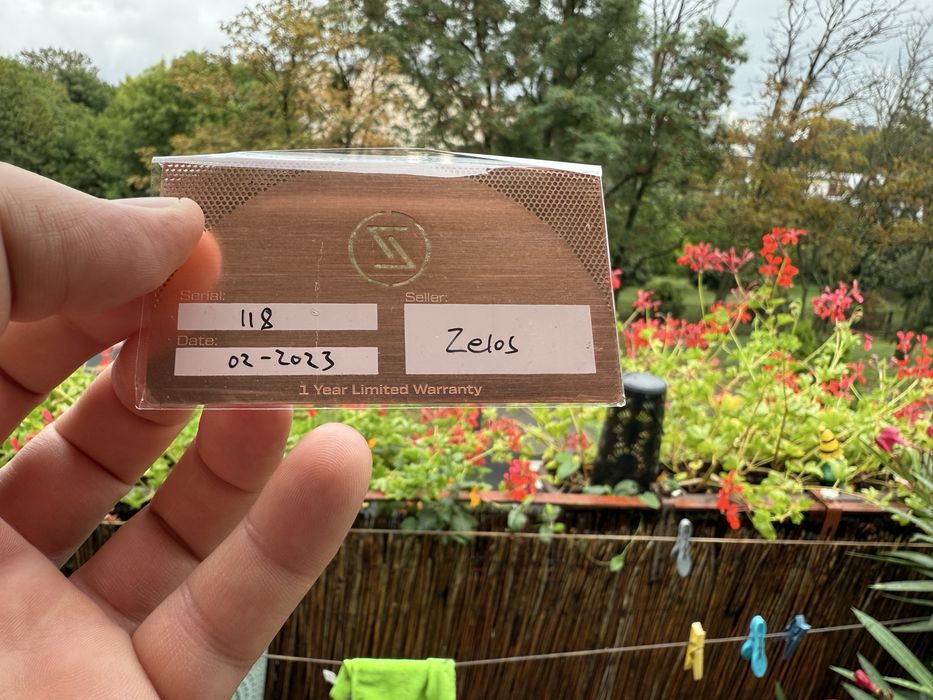 Serial:
118
Date:
02-2023
Seller:
Zelos
1 Year Limited Warranty